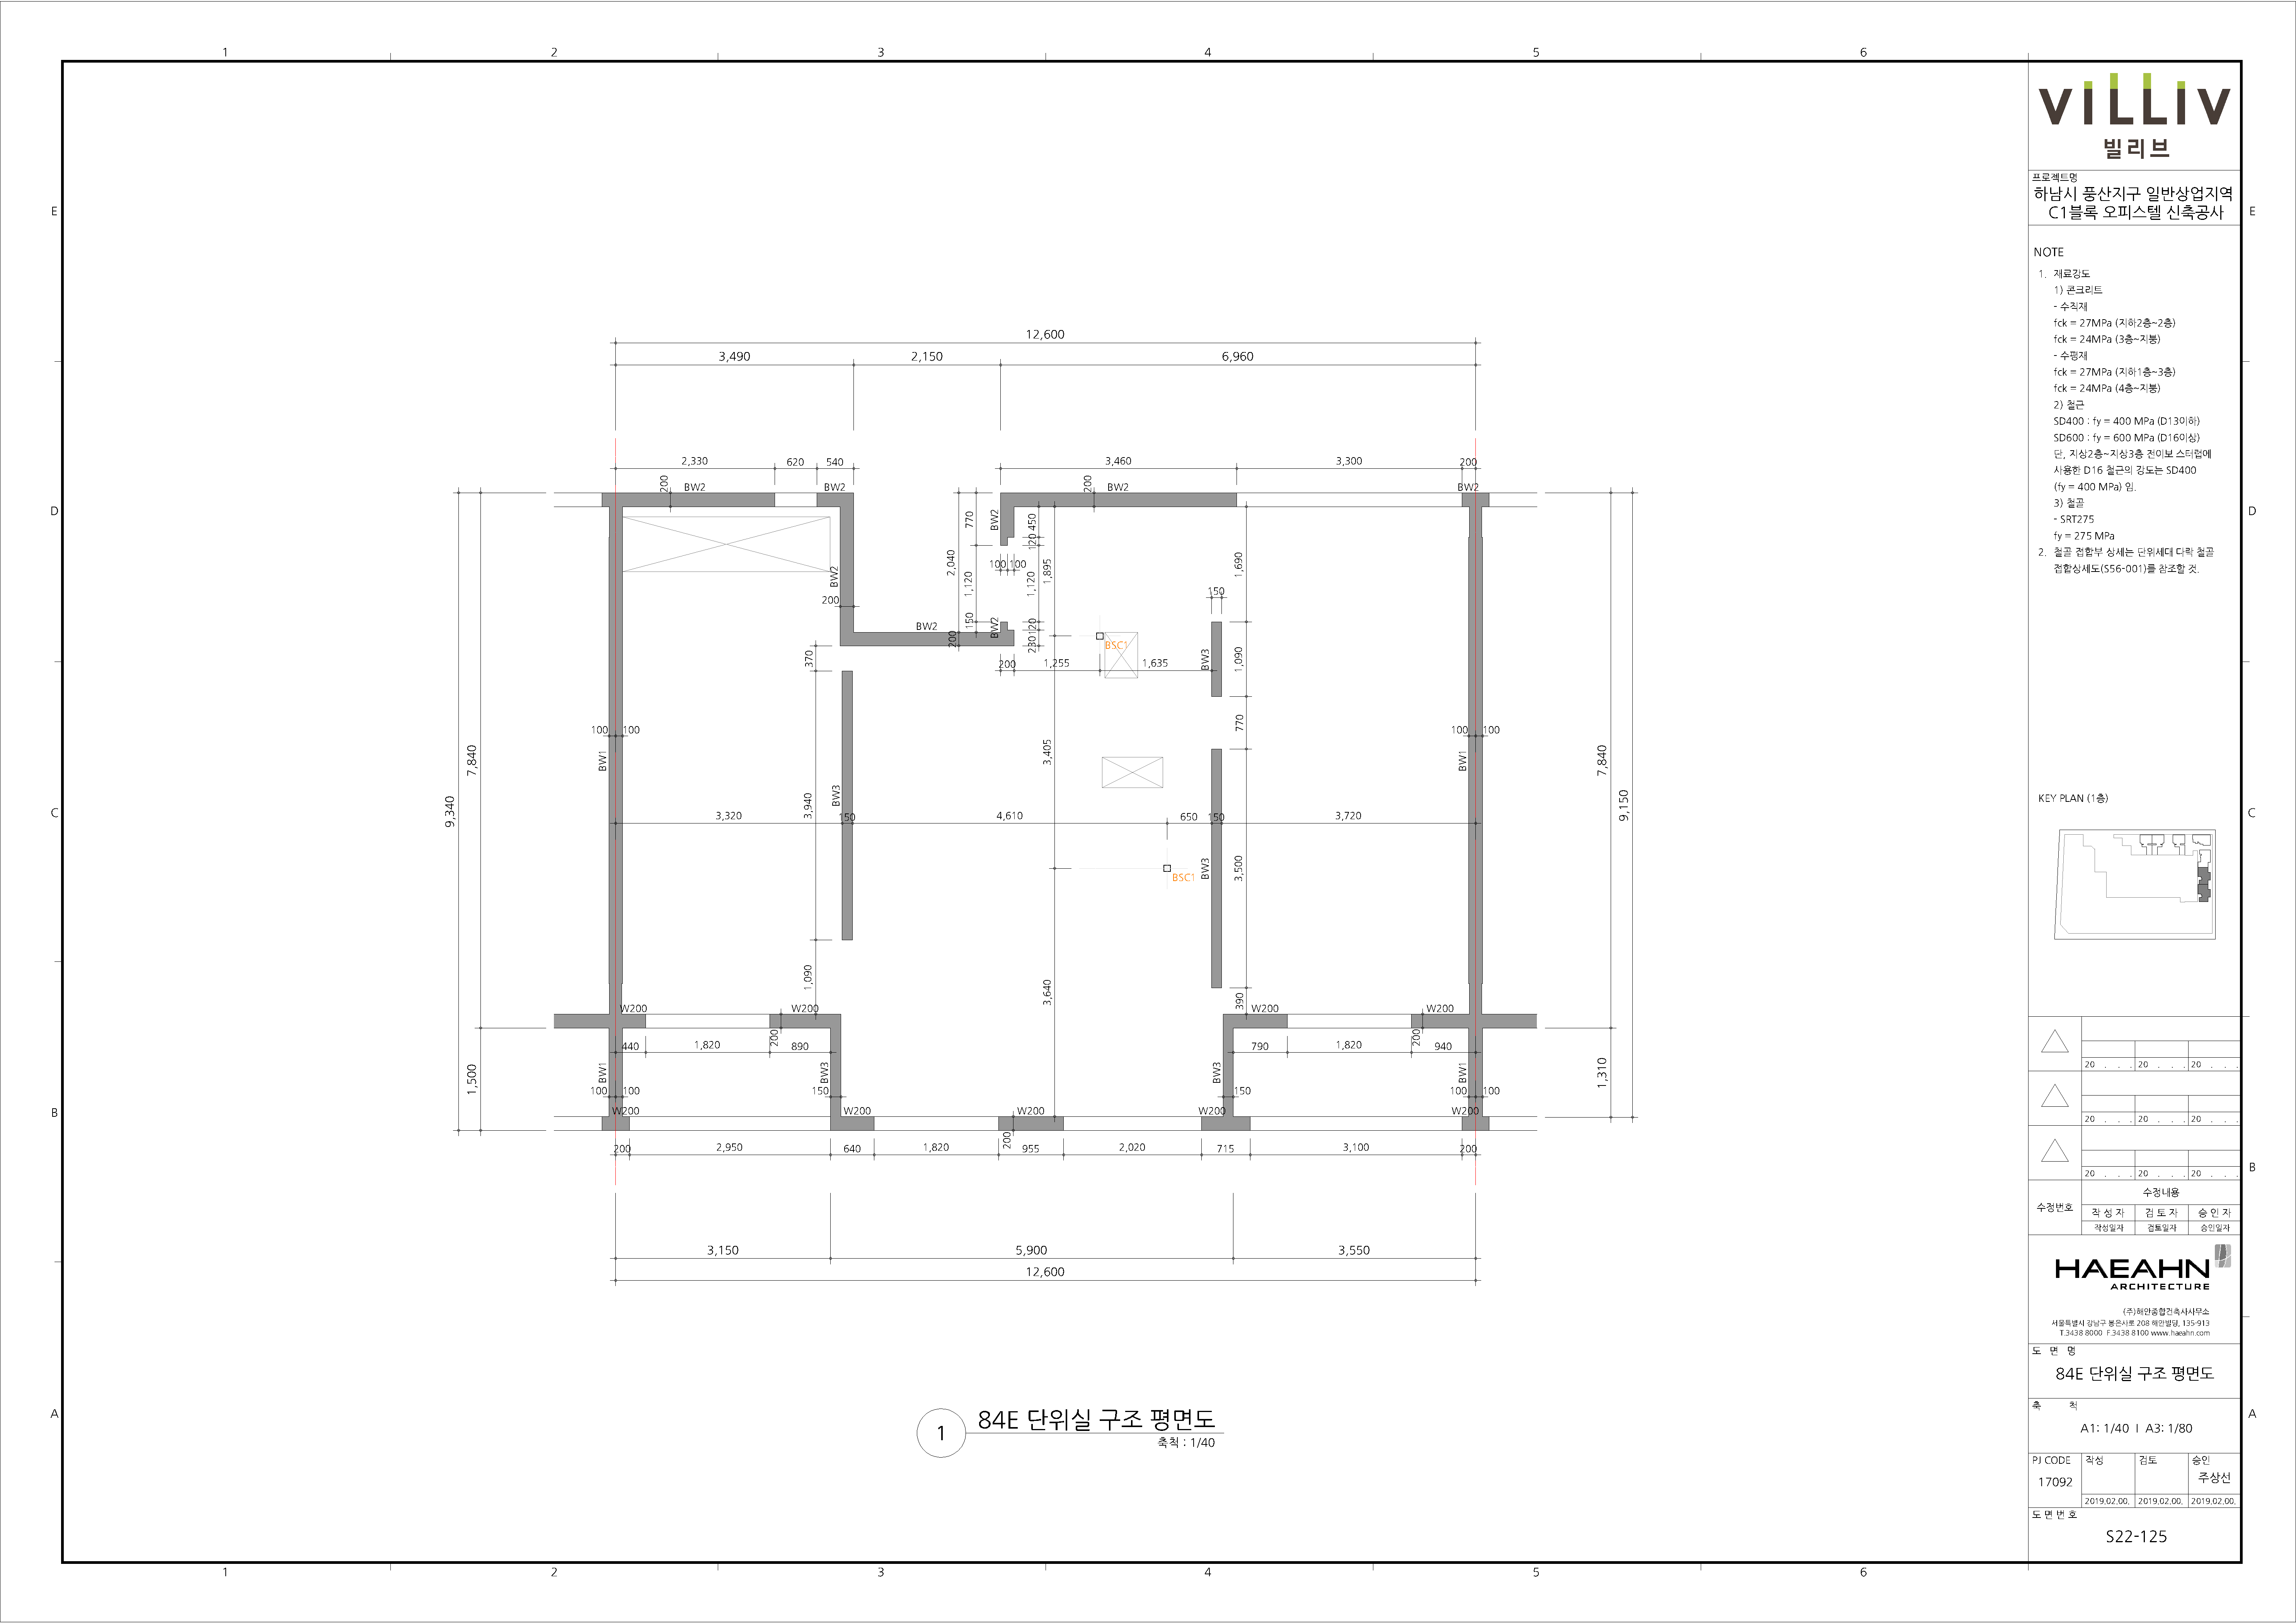 1
2
3
4
5
6
E
D
C
B
A
E
D
C
B
A
12,600
3,490
2,150
6,960
2,330
620
540
3,460
3,300
200
200
BW2
BW2
200
BW2
BW2
770
BW2
120 450
2,040
100 100
1,120
1,120
1,895
1,690
BW2
200
150
BW2
150
BW2
230 120
200
BSC1
370
200
1,255
1,635
BW3
1,090
100
100
BW1
770
100
100
BW1
7,840
3,405
7,840
9,340
3,940
BW3
9,150
3,320
150
4,610
650
150
3,720
BSC1
BW3
3,500
1,090
3,640
390
W200
W200
W200
W200
440
1,820
200
890
790
1,820
200
940
1,500
BW1
BW3
BW3
BW1
1,310
100
100
150
150
100
100
W200
W200
W200
W200
W200
200
2,950
640
1,820
200
955
2,020
715
3,100
200
3,150
5,900
3,550
12,600
1
84E 단위실 구조 평면도
축척 : 1/40
1
2
3
4
5
6
VILLIV
빌리브
프로젝트명
하남시 풍산지구 일반상업지역
C1블록 오피스텔 신축공사
NOTE
1. 재료강도
1) 콘크리트
- 수직재
fck = 27MPa (지하2층~2층)
fck = 24MPa (3층~지붕)
- 수평재
fck = 27MPa (지하1층~3층)
fck = 24MPa (4층~지붕)
2) 철근
SD400 : fy = 400 MPa (D13이하)
SD600 : fy = 600 MPa (D16이상)
단, 지상2층~지상3층 전이보 스터럽에
사용한 D16 철근의 강도는 SD400
(fy = 400 MPa) 임.
3) 철골
- SRT275
fy = 275 MPa
2. 철골 접합부 상세는 단위세대 다락 철골
접합상세도(S56-001)를 참조할 것.
KEY PLAN (1층)
20 . . . 20 . . . 20 . . .
20 . . . 20 . . . 20 . . .
20 . . . 20 . . . 20 . . .
수정번호
수정내용
작 성 자 검 토 자 승 인 자
작성일자 검토일자 승인일자
HAEAHN
ARCHITECTURE
(주)해안종합건축사사무소
서울특별시 강남구 봉은사로 208 해안빌딩, 135-913
T.3438 8000 F.3438 8100 www.haeahn.com
도 면 명
84E 단위실 구조 평면도
축 척
A1: 1/40 I A3: 1/80
PJ CODE 작성 검토 승인
17092
주상선
2019.02.00. 2019.02.00. 2019.02.00.
도 면 번 호
S22-125